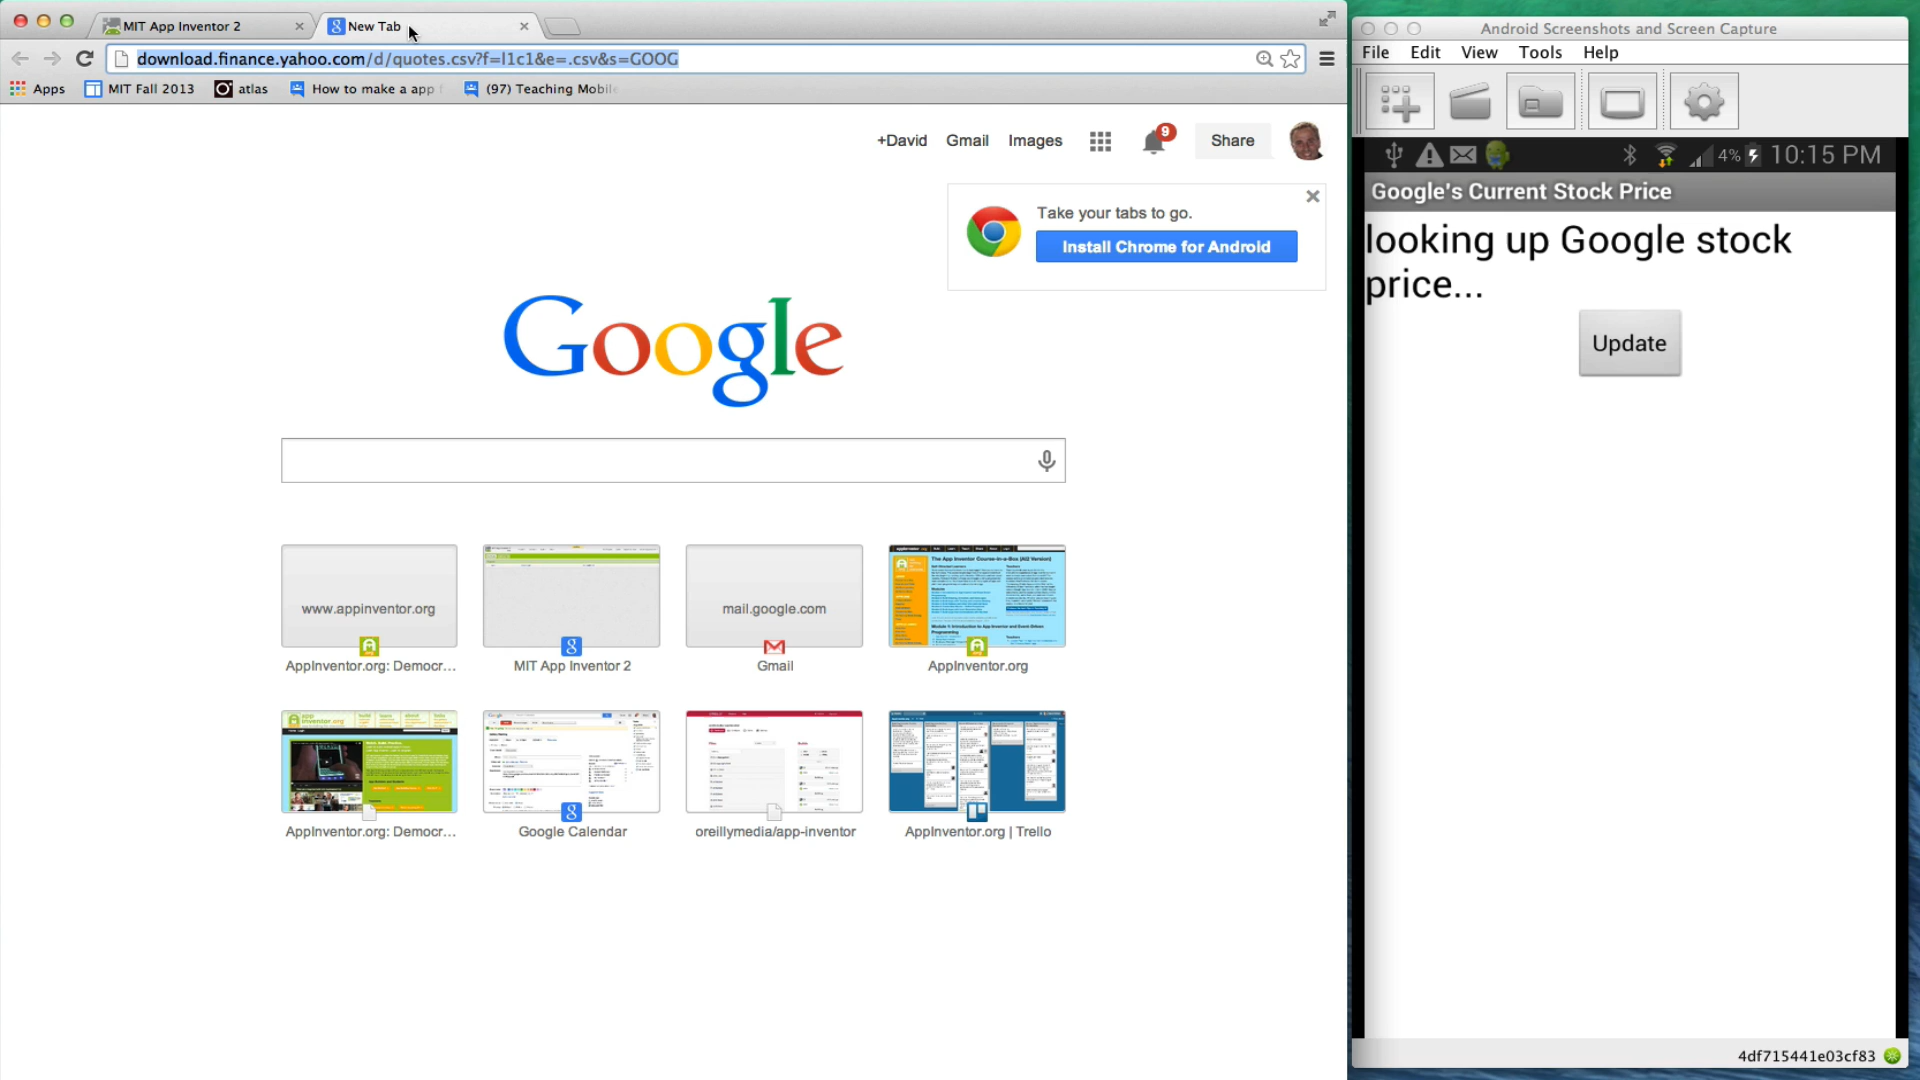 MIT App Inventor 2
New Tab
download.finance.yahoo.com/d/quotes.csv?f=l1c1&e=.csv&s=GOOG
Apps
MIT Fall 2013
atlas
How to make a app
(97) Teaching Mobile
+David
Gmail
Images
9
Share
Take your tabs to go.
Install Chrome for Android
Google
www.appinventor.org
mail.google.com
AppInventor.org: Democr...
MIT App Inventor 2
Gmail
AppInventor.org
AppInventor.org: Democr...
Google Calendar
oreillymedia/app-inventor
AppInventor.org | Trello
Android Screenshots and Screen Capture
File
Edit
View
Tools
Help
4%
10:15 PM
Google's Current Stock Price
looking up Google stock
price...
Update
4df715441e03cf83